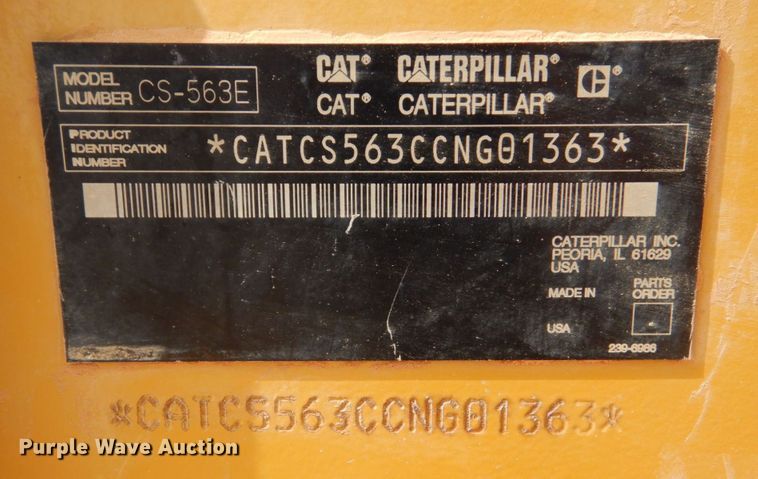 MODEL NUMBER CS-563E
CAT® CATERPILLAR®
CAT® CATERPILLAR®
PRODUCT
IDENTIFICATION
NUMBER
*CATCS563CCNG01363*
CATERPILLAR INC.
PEORIA, IL 61629
USA
MADE IN
PARTS
ORDER
USA
239-6986
*CATCS563CCNG01363*
Purple Wave Auction